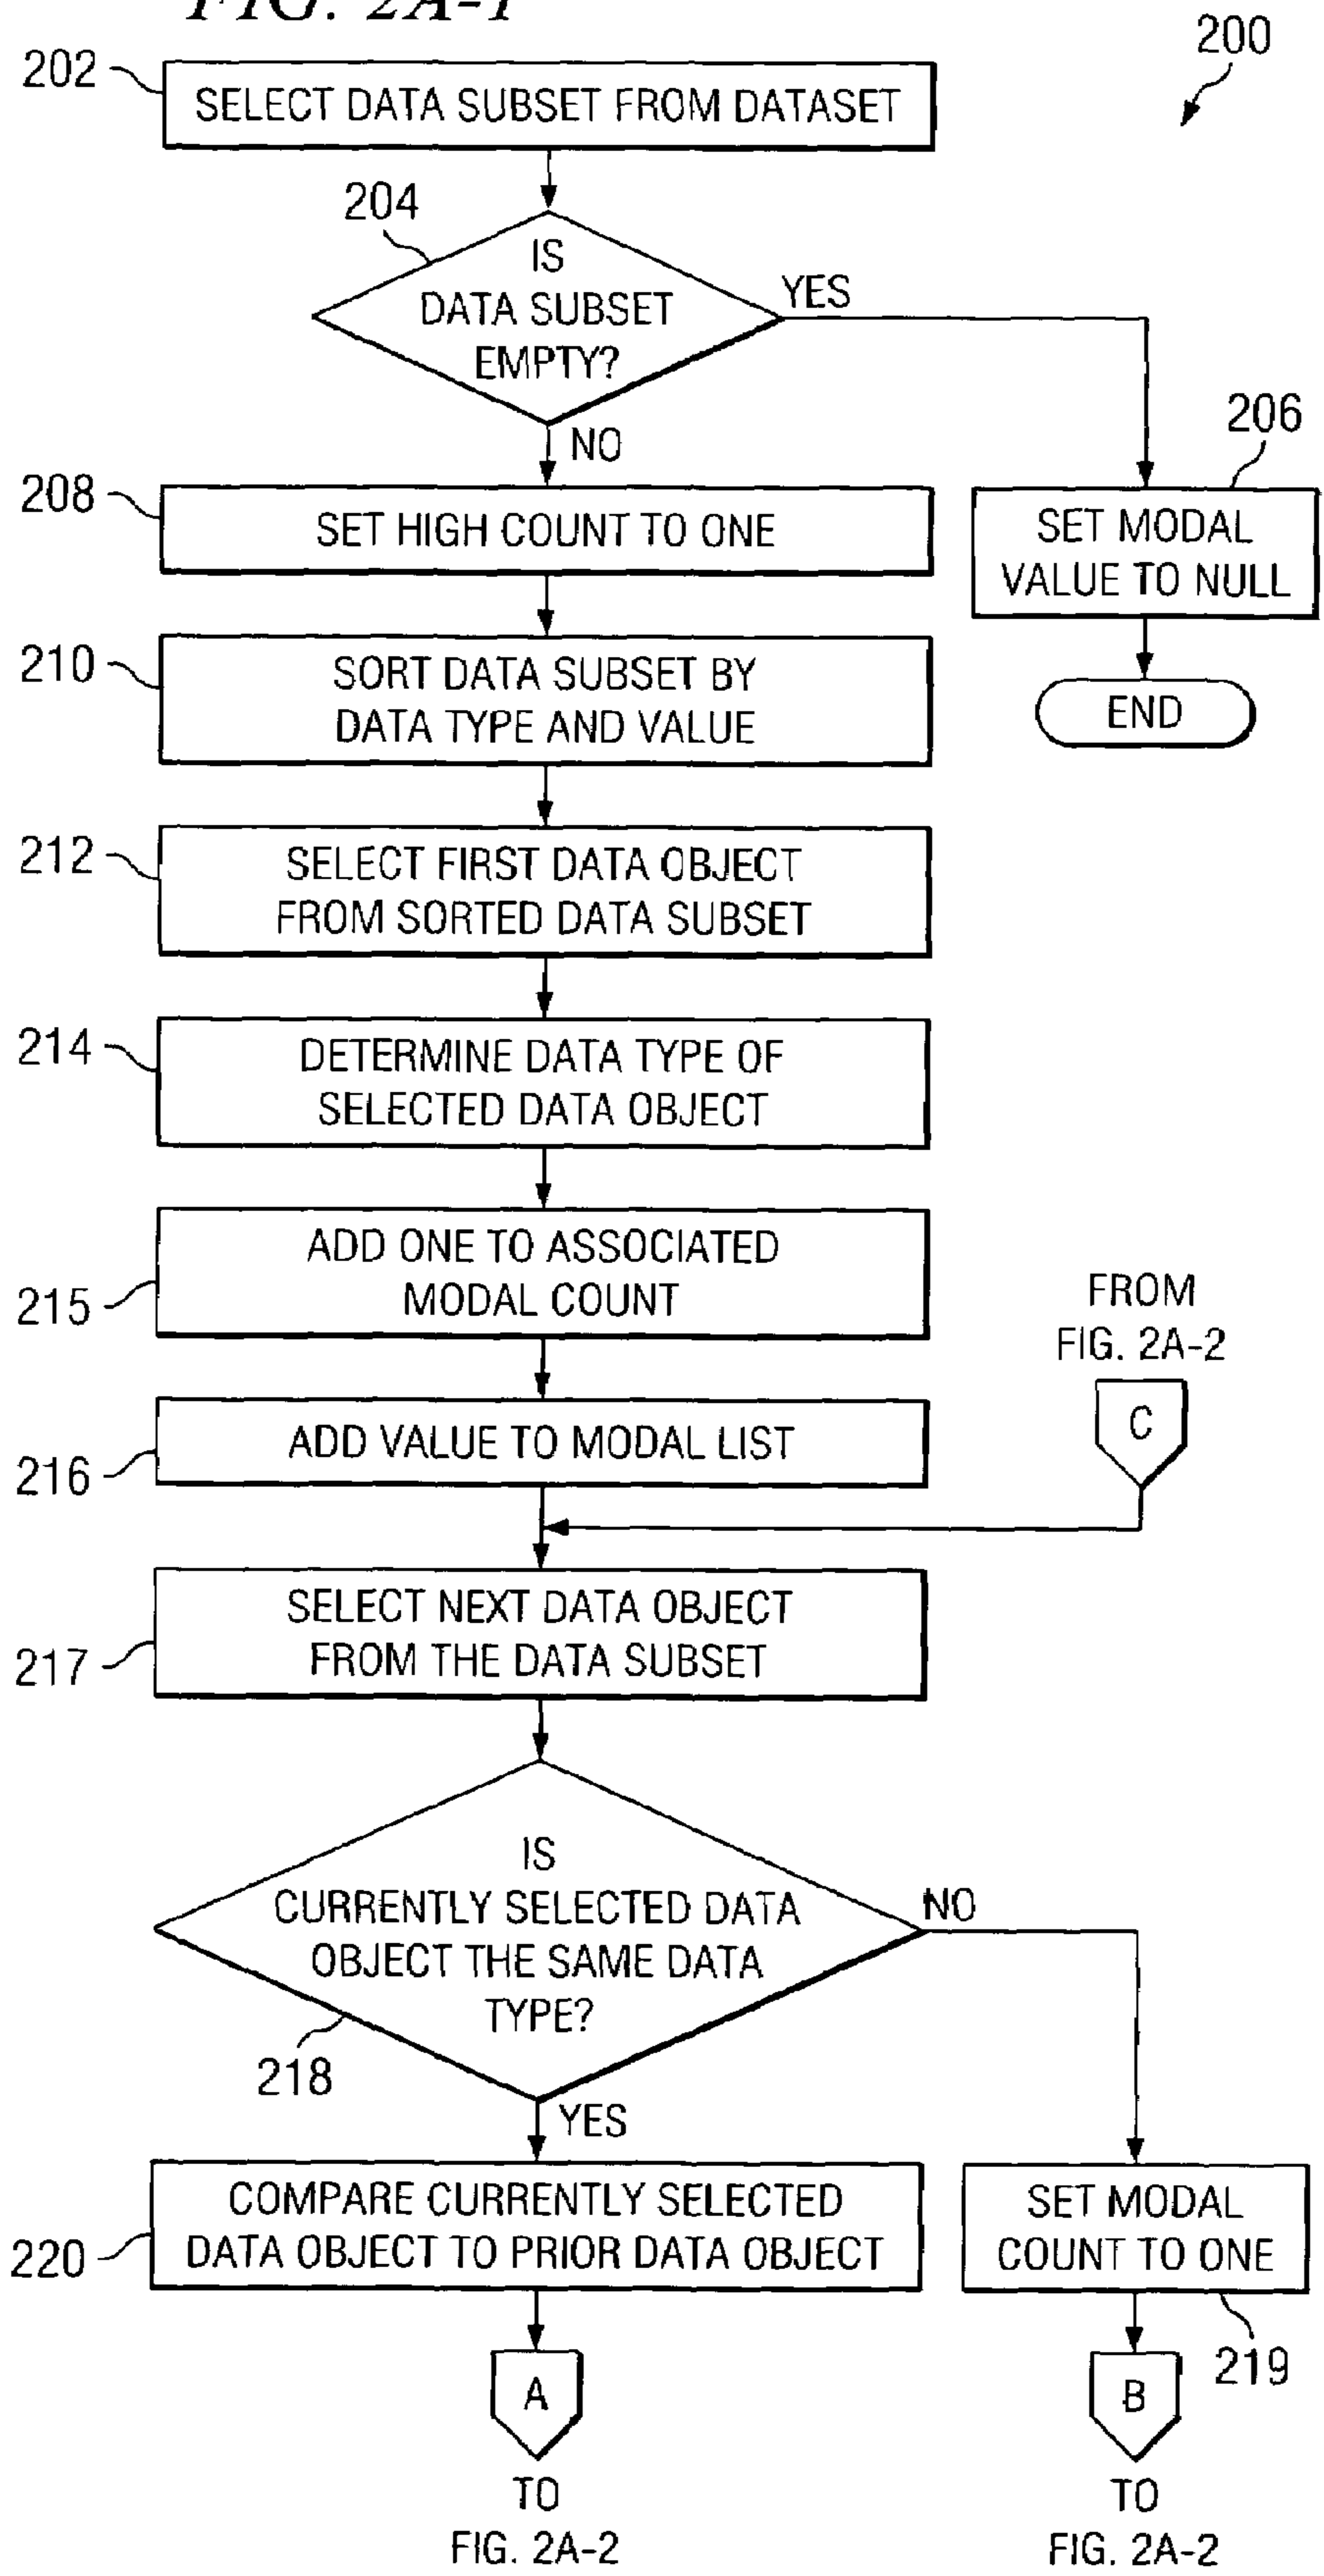 FIG. 2A-1
200
202
SELECT DATA SUBSET FROM DATASET
204
IS
DATA SUBSET
EMPTY?
YES
NO
206
SET MODAL
VALUE TO NULL
END
208
SET HIGH COUNT TO ONE
210
SORT DATA SUBSET BY
DATA TYPE AND VALUE
212
SELECT FIRST DATA OBJECT
FROM SORTED DATA SUBSET
214
DETERMINE DATA TYPE OF
SELECTED DATA OBJECT
215
ADD ONE TO ASSOCIATED
MODAL COUNT
FROM
FIG. 2A-2
C
216
ADD VALUE TO MODAL LIST
217
SELECT NEXT DATA OBJECT
FROM THE DATA SUBSET
218
IS
CURRENTLY SELECTED DATA
OBJECT THE SAME DATA
TYPE?
NO
YES
220
COMPARE CURRENTLY SELECTED
DATA OBJECT TO PRIOR DATA OBJECT
SET MODAL
COUNT TO ONE
219
A
TO
FIG. 2A-2
B
TO
FIG. 2A-2